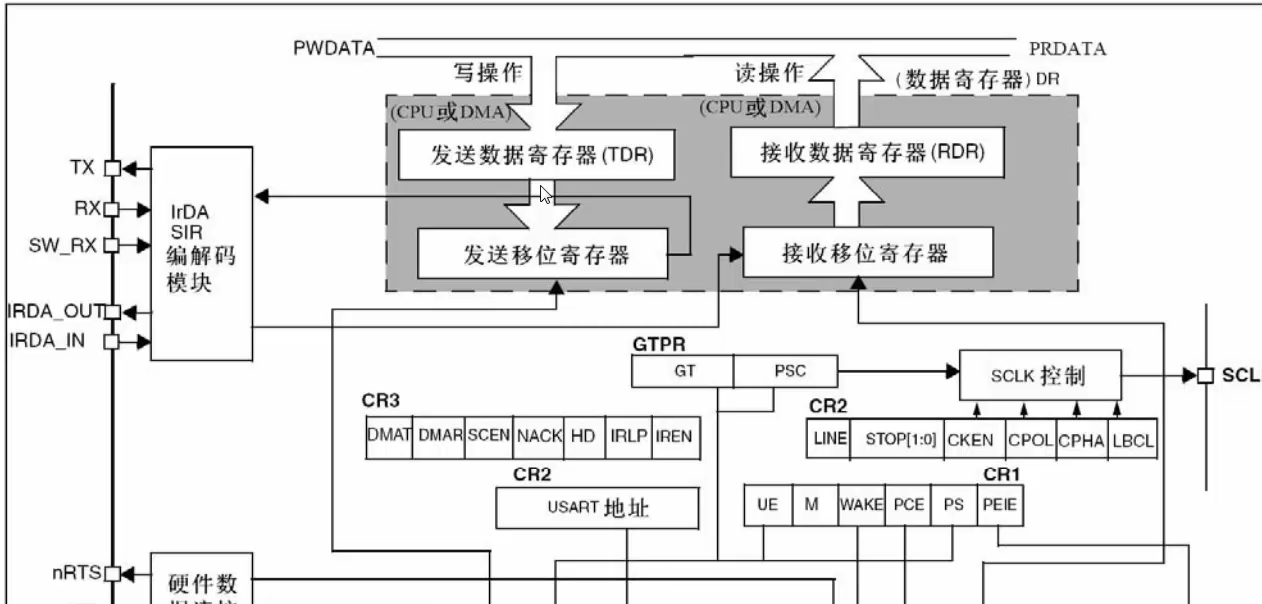 PWDATA
PRDATA
写操作
读操作
(数据寄存器) DR
(CPU或DMA)
(CPU或DMA)
发送数据寄存器(TDR)
接收数据寄存器(RDR)
TX
RX
SW_RX
IRDA_OUT
IRDA_IN
IrDA
SIR
编解码
模块
发送移位寄存器
接收移位寄存器
GTPR
GT
PSC
SCLK 控制
CR3
DMAT
DMAR
SCEN
NACK
HD
IRLP
IREN
CR2
LINE
STOP[1:0]
CKEN
CPOL
CPHA
LBCL
CR2
USART 地址
CR1
UE
M
WAKE
PCE
PS
PEIE
nRTS
硬件数